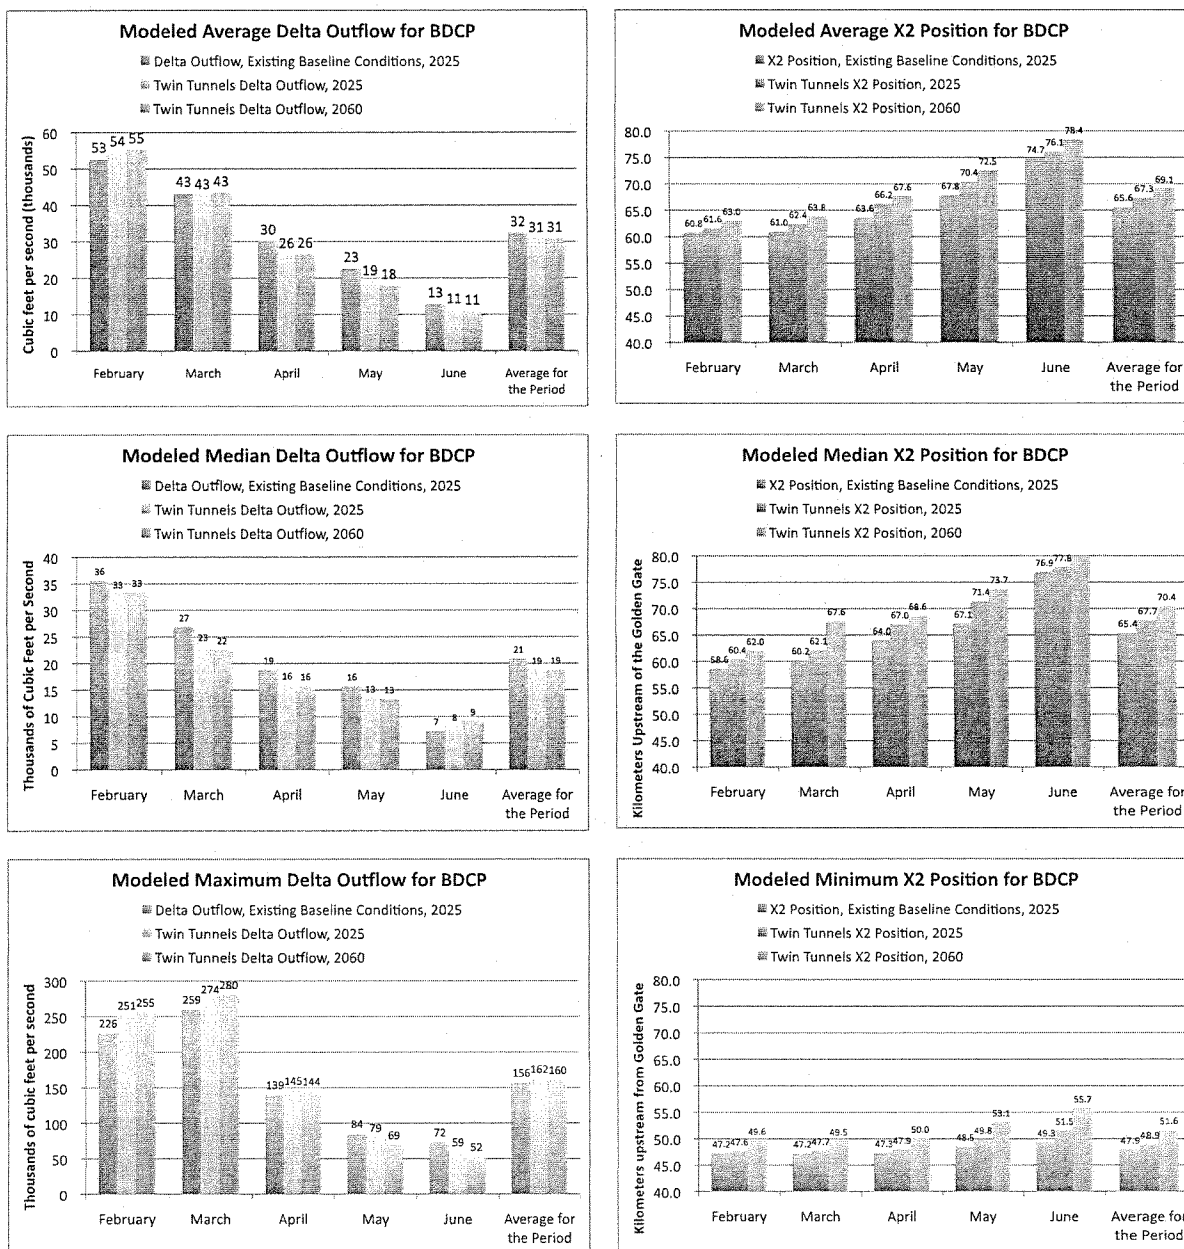 Modeled Average Delta Outflow for BDCP
Delta Outflow, Existing Baseline Conditions, 2025
Twin Tunnels Delta Outflow, 2025
Twin Tunnels Delta Outflow, 2060
Cubic feet per second (thousands)
60
50
40
30
20
10
0
53 54 55
43 43 43
30 26 26
23 19 18
13 11 11
32 31 31
February March April May June Average for
the Period
Modeled Average X2 Position for BDCP
X2 Position, Existing Baseline Conditions, 2025
Twin Tunnels X2 Position, 2025
Twin Tunnels X2 Position, 2060
80.0
75.0
70.0
65.0
60.0
55.0
50.0
45.0
40.0
60.8 61.6 63.0
61.0 62.4 63.8
63.6 66.2 67.6
67.8 70.4 72.5
74.7 76.1 78.4
65.6 67.3 69.1
February March April May June Average for
the Period
Modeled Median Delta Outflow for BDCP
Delta Outflow, Existing Baseline Conditions, 2025
Twin Tunnels Delta Outflow, 2025
Twin Tunnels Delta Outflow, 2060
Thousands of Cubic Feet per Second
40
35
30
25
20
15
10
5
0
36 33 33
27 23 22
19 16 16
16 13 13
7 8 9
21 19 19
February March April May June Average for
the Period
Modeled Median X2 Position for BDCP
X2 Position, Existing Baseline Conditions, 2025
Twin Tunnels X2 Position, 2025
Twin Tunnels X2 Position, 2060
Kilometers Upstream of the Golden Gate
80.0
75.0
70.0
65.0
60.0
55.0
50.0
45.0
40.0
58.6 60.4 62.0
60.2 62.1 67.6
64.0 67.0 68.6
67.1 71.4 73.7
76.9 77.8
65.4 67.7 70.4
February March April May June Average for
the Period
Modeled Maximum Delta Outflow for BDCP
Delta Outflow, Existing Baseline Conditions, 2025
Twin Tunnels Delta Outflow, 2025
Twin Tunnels Delta Outflow, 2060
Thousands of cubic feet per second
300
250
200
150
100
50
0
226 251 255
259 274 280
139 145 144
84 79 69
72 59 52
156 162 160
February March April May June Average for
the Period
Modeled Minimum X2 Position for BDCP
X2 Position, Existing Baseline Conditions, 2025
Twin Tunnels X2 Position, 2025
Twin Tunnels X2 Position, 2060
Kilometers upstream from Golden Gate
80.0
75.0
70.0
65.0
60.0
55.0
50.0
45.0
40.0
47.2 47.6 49.6
47.2 47.7 49.5
47.3 47.9 50.0
48.5 49.8 53.1
49.3 51.5 55.7
47.9 48.9 51.6
February March April May June Average for
the Period